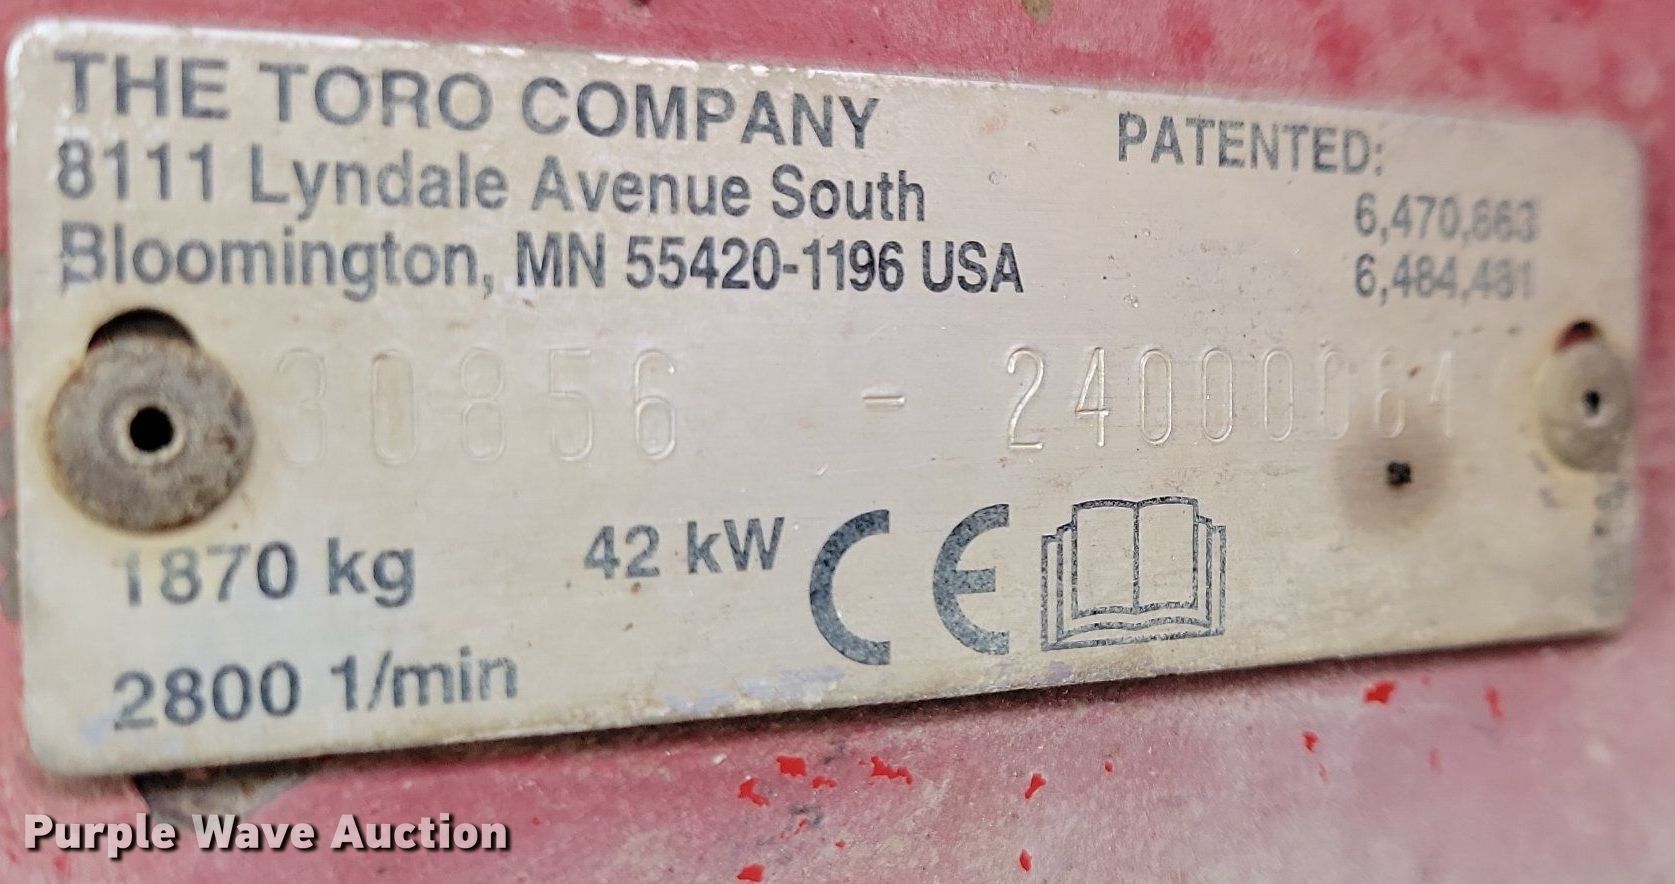 THE TORO COMPANY
8111 Lyndale Avenue South
Bloomington, MN 55420-1196 USA
PATENTED:
6,470,663
6,484,481
30856 - 24000064
1870 kg
42 kW
CE
2800 1/min
Purple Wave Auction